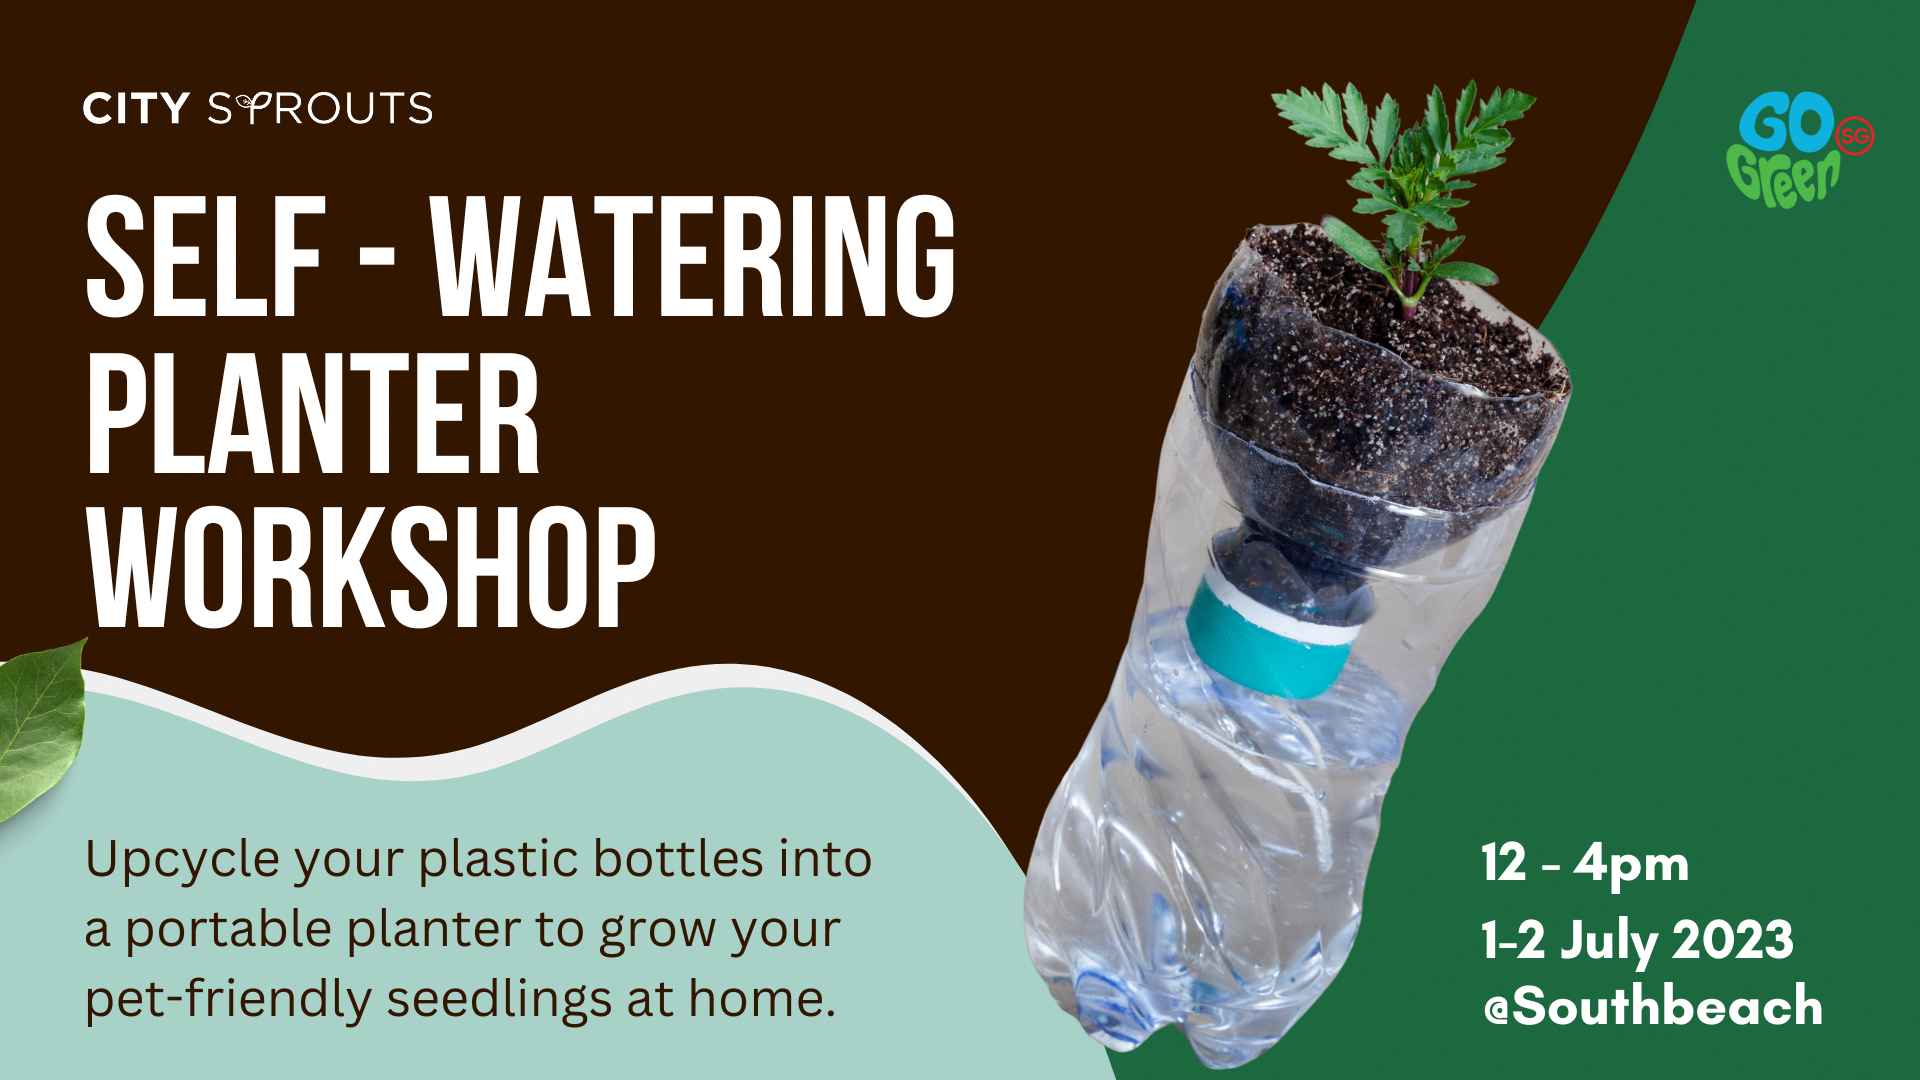 CITY SPROUTS
GO
SG
Green
SELF - WATERING
PLANTER
WORKSHOP
Upcycle your plastic bottles into
a portable planter to grow your
pet-friendly seedlings at home.
12 - 4pm
1-2 July 2023
@Southbeach